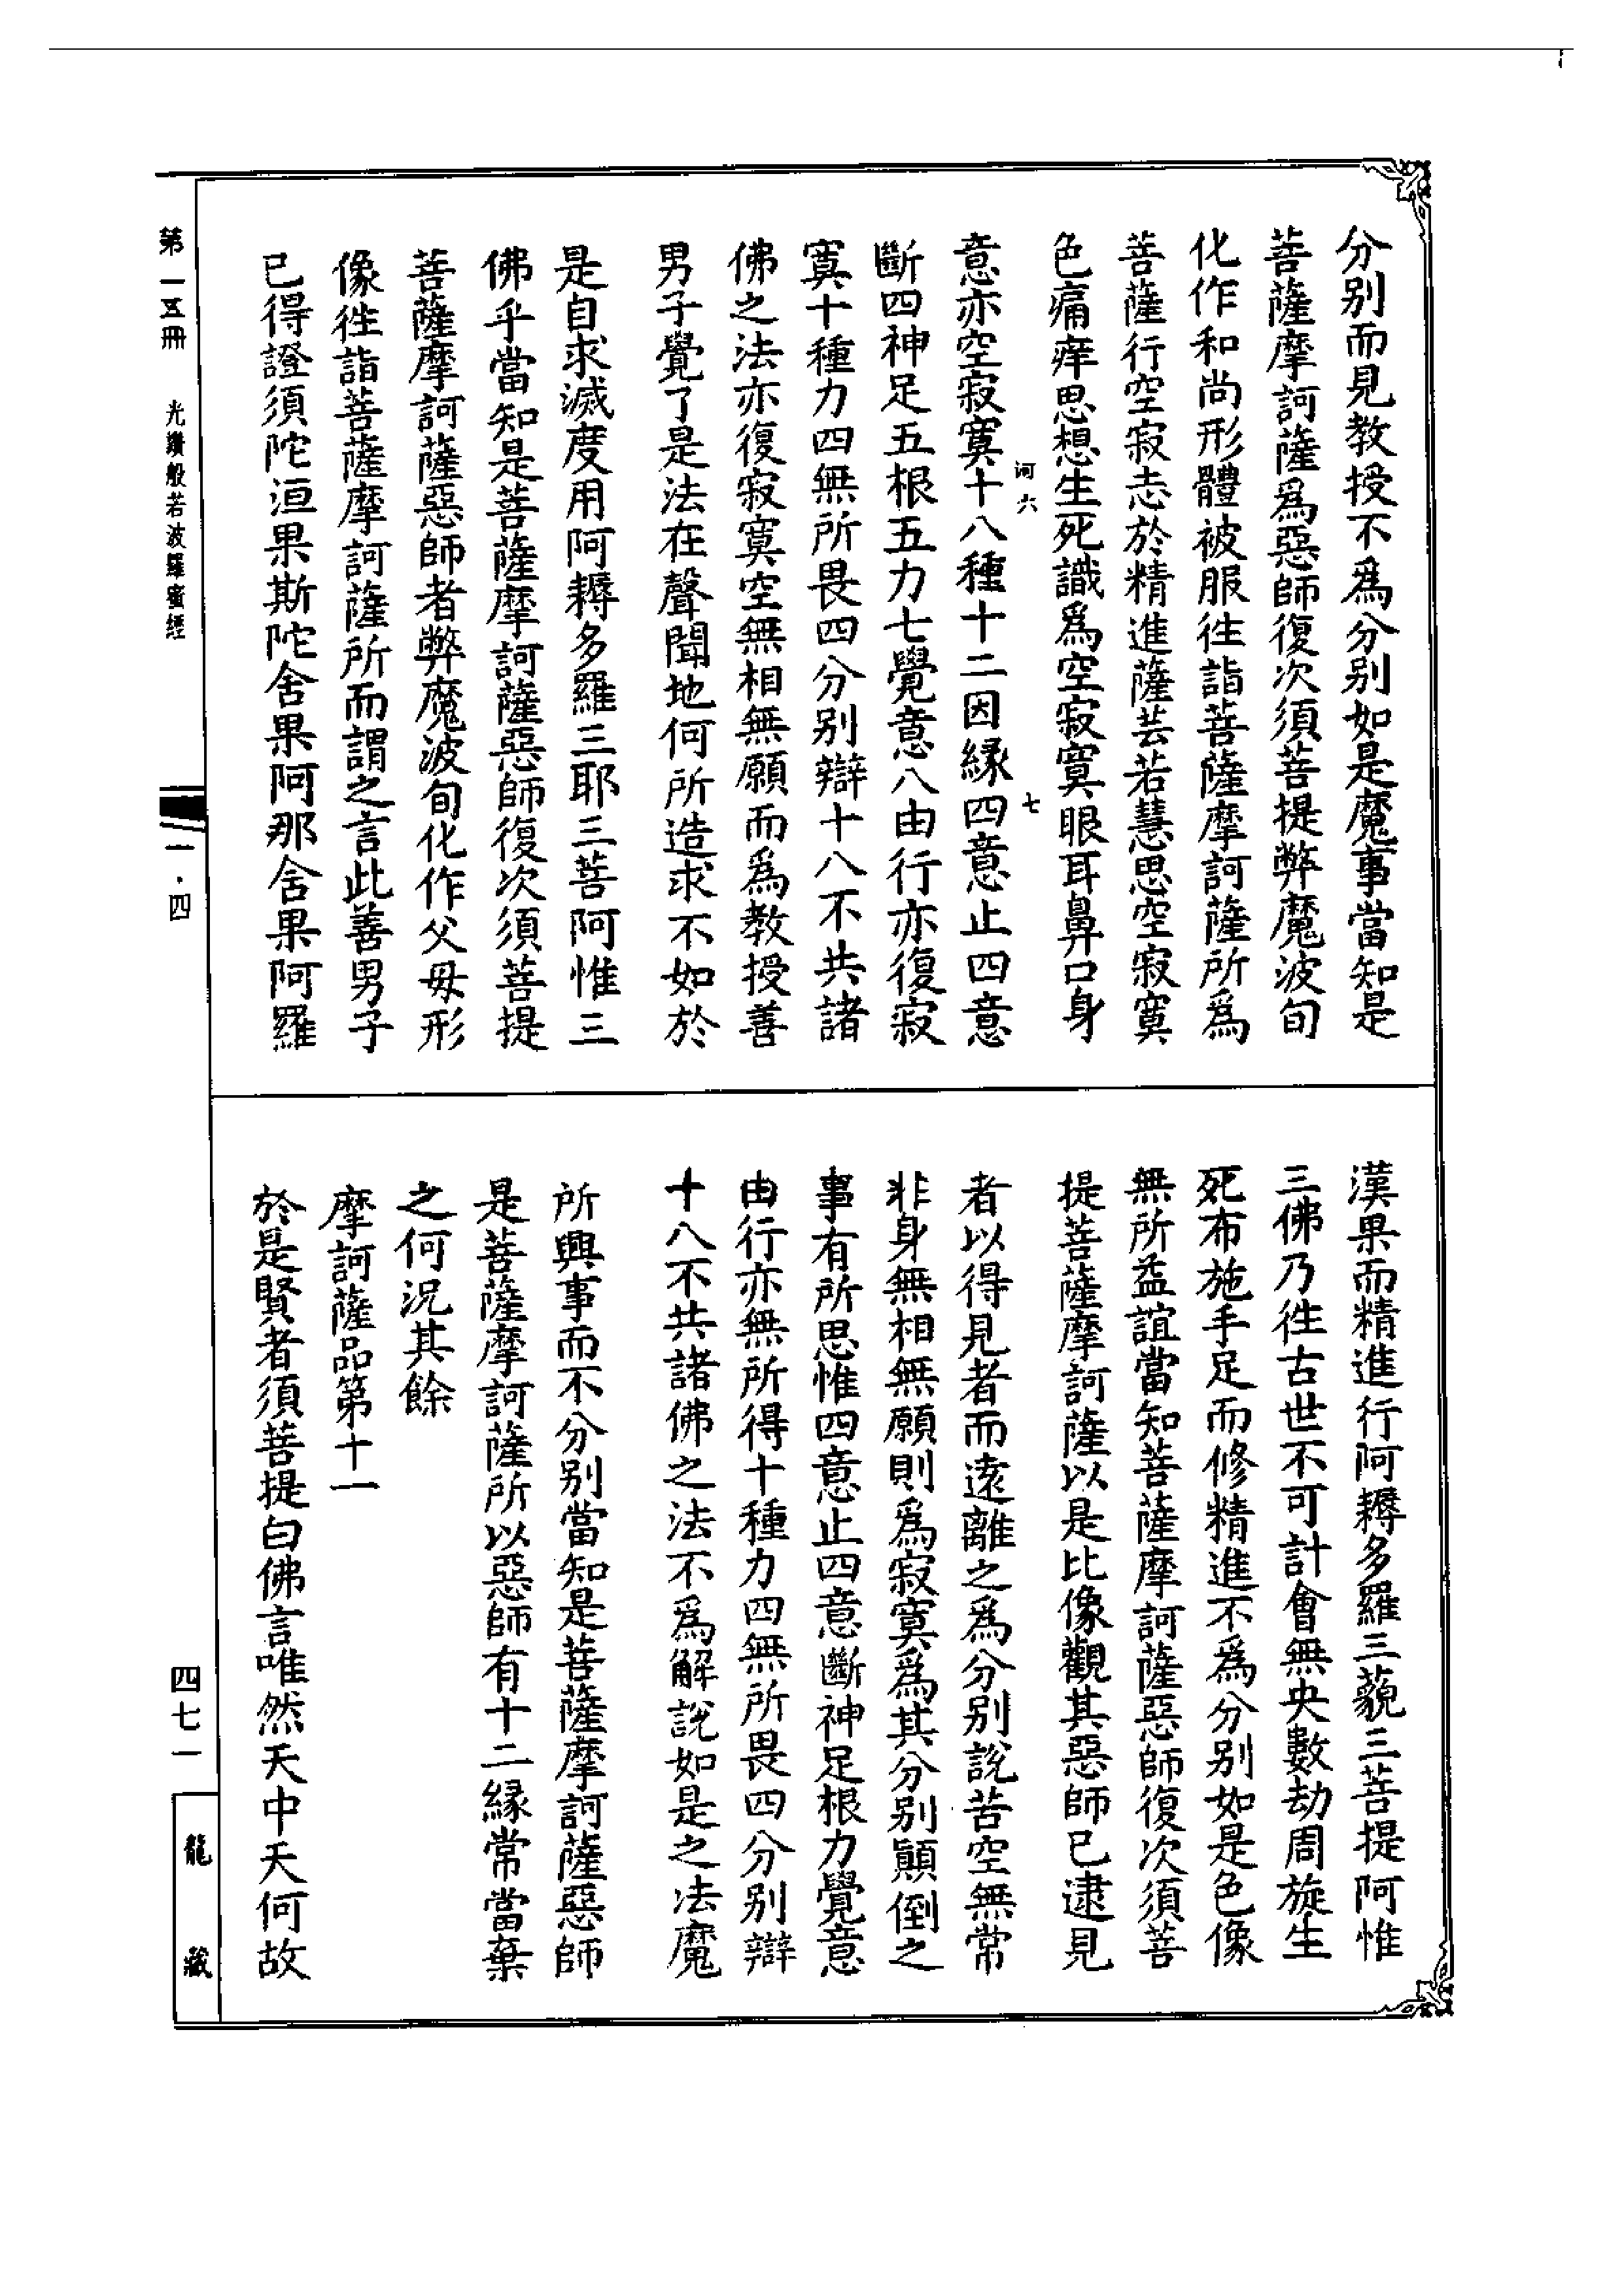 分别而見教授不爲分别如是魔事當知是
菩薩摩訶薩爲惡師復次須菩提弊魔波旬
化作和尚形體被服徃詣菩薩摩訶薩所爲
菩薩行空寂志於精進薩芸若慧思空寂寞
色痛痒思想生死識爲空寂寞眼耳鼻口身
訶六 七
意亦空寂寞十八種十二因縁四意止四意
斷四神足五根五力七覺意八由行亦復寂
寞十種力四無所畏四分别辯十八不共諸
佛之法亦復寂寞空無相無願而爲教授善
男子覺了是法在聲聞地何所造求不如於
是自求滅度用阿耨多羅三耶三菩阿惟三
佛乎當知是菩薩摩訶薩惡師復次須菩提
菩薩摩訶薩惡師者弊魔波旬化作父母形
像徃詣菩薩摩訶薩所而謂之言此善男子
已得證須陀洹果斯陀含果阿那含果阿羅
漢果而精進行阿耨多羅三藐三菩提阿惟
三佛乃徃古世不可計會無央數劫周旋生
死布施手足而修精進不爲分别如是色像
無所益誼當知菩薩摩訶薩惡師復次須菩
提菩薩摩訶薩以是比像觀其惡師已逮見
者以得見者而遠離之爲分别說苦空無常
非身無相無願則爲寂寞爲其分别顛倒之
事有所思惟四意止四意斷神足根力覺意
由行亦無所得十種力四無所畏四分别辯
十八不共諸佛之法不爲解說如是之法魔
所興事而不分别當知是菩薩摩訶薩惡師
是菩薩摩訶薩所以惡師有十二縁常當棄
之何況其餘
摩訶薩品第十一
於是賢者須菩提白佛言唯然天中天何故
第一五冊 光讚般若波羅蜜經
一·四
四七一
龍藏